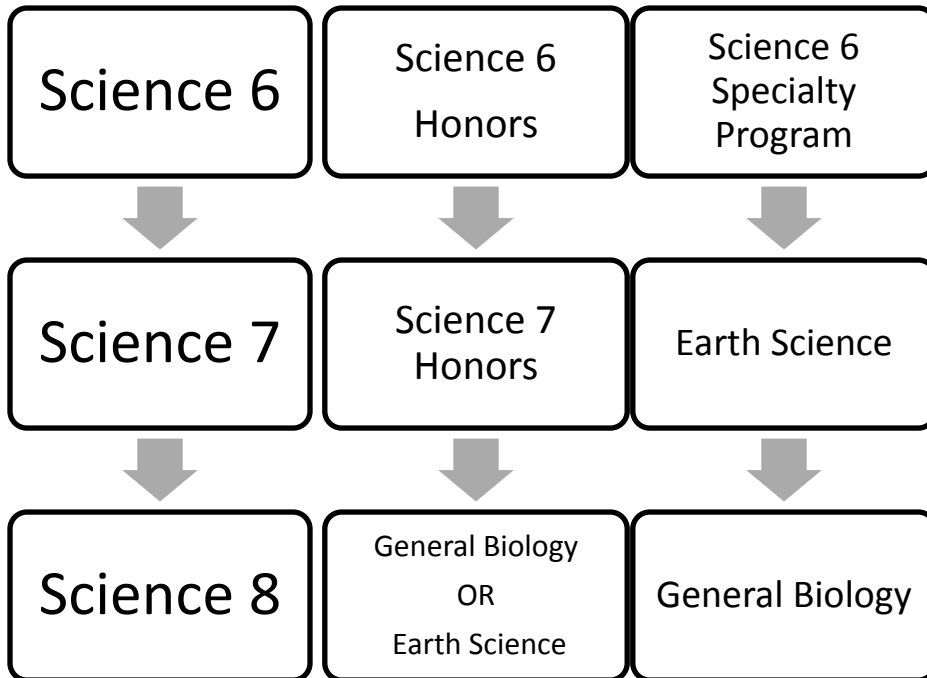 Science 6
Science 6
Honors
Science 6
Specialty
Program
Science 7
Science 7
Honors
Earth Science
Science 8
General Biology
OR
Earth Science
General Biology